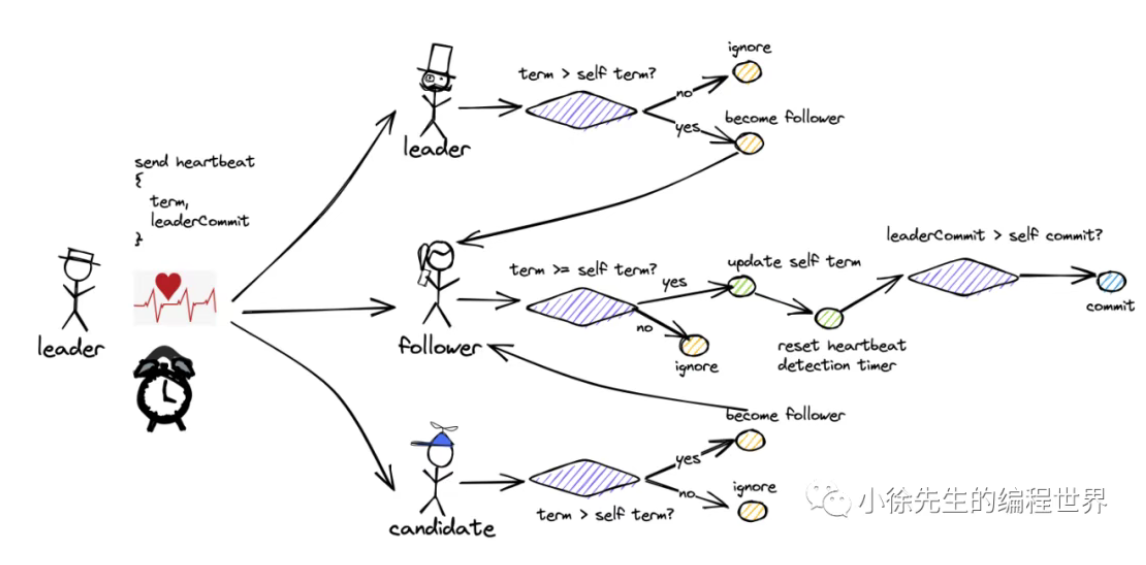 ignore
term > self term?
no
become follower
yes
leader
send heartbeat
{
term,
leaderCommit
}
leader
leaderCommit > self commit?
term >= self term?
update self term
yes
commit
no
follower
reset heartbeat
detection timer
ignore
become follower
yes
ignore
no
term > self term?
candidate
小徐先生的编程世界